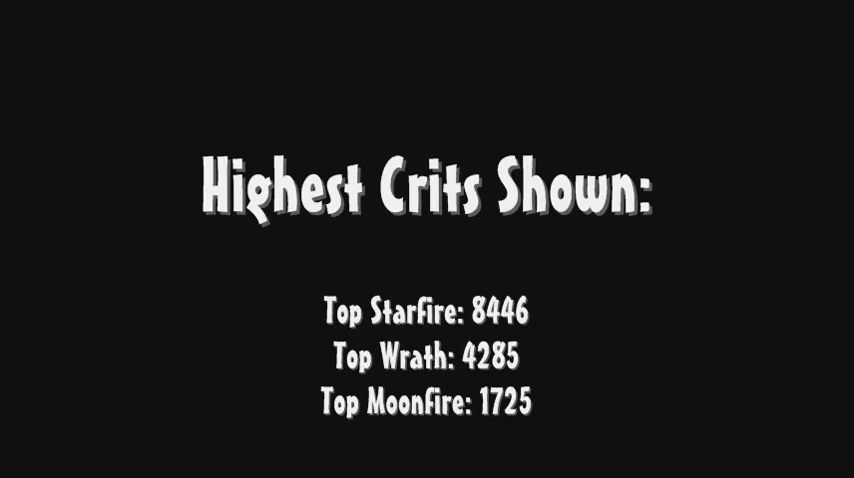 Highest Crits Shown:
Top Starfire: 8446
Top Wrath: 4285
Top Moonfire: 1725